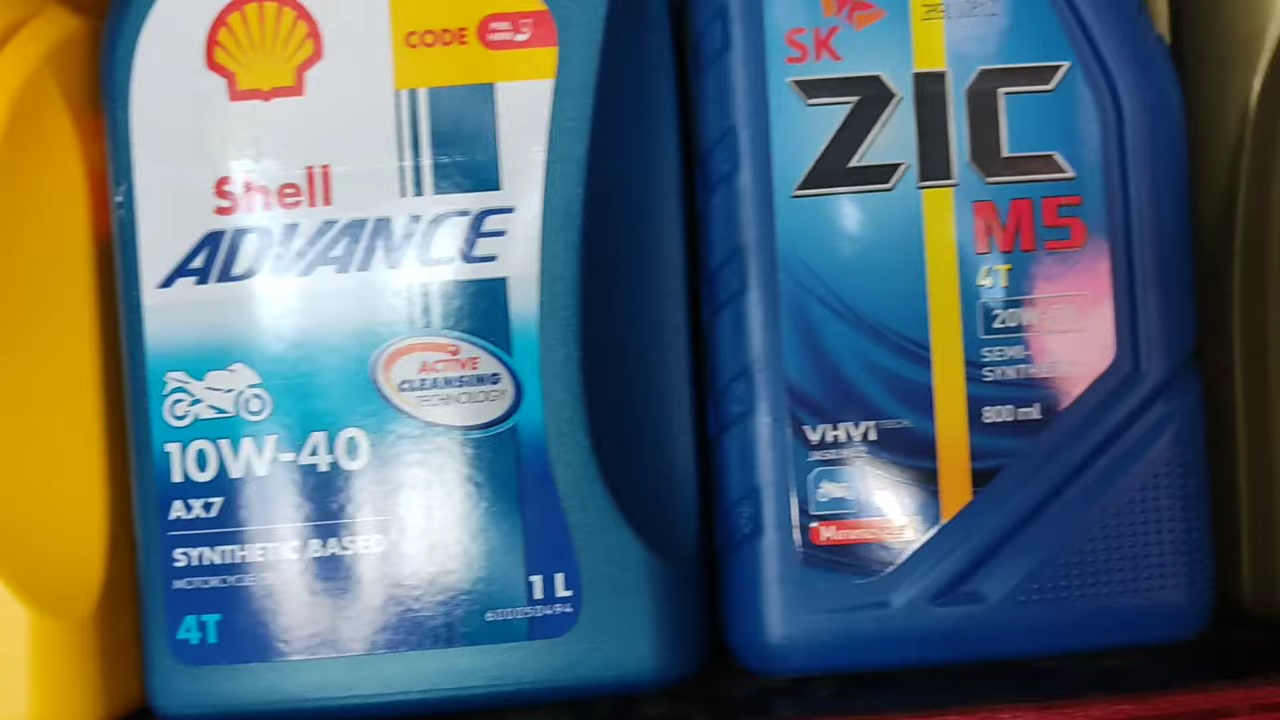 CODE
Shell
ADVANCE
ACTIVE
CLEANSING
TECHNOLOGY
10W-40
AX7
SYNTHETIC BASED
MOTORCYCLE
4T
1 L
SK
ZIC
M5
4T
SEMI-
800 ml
VHVI